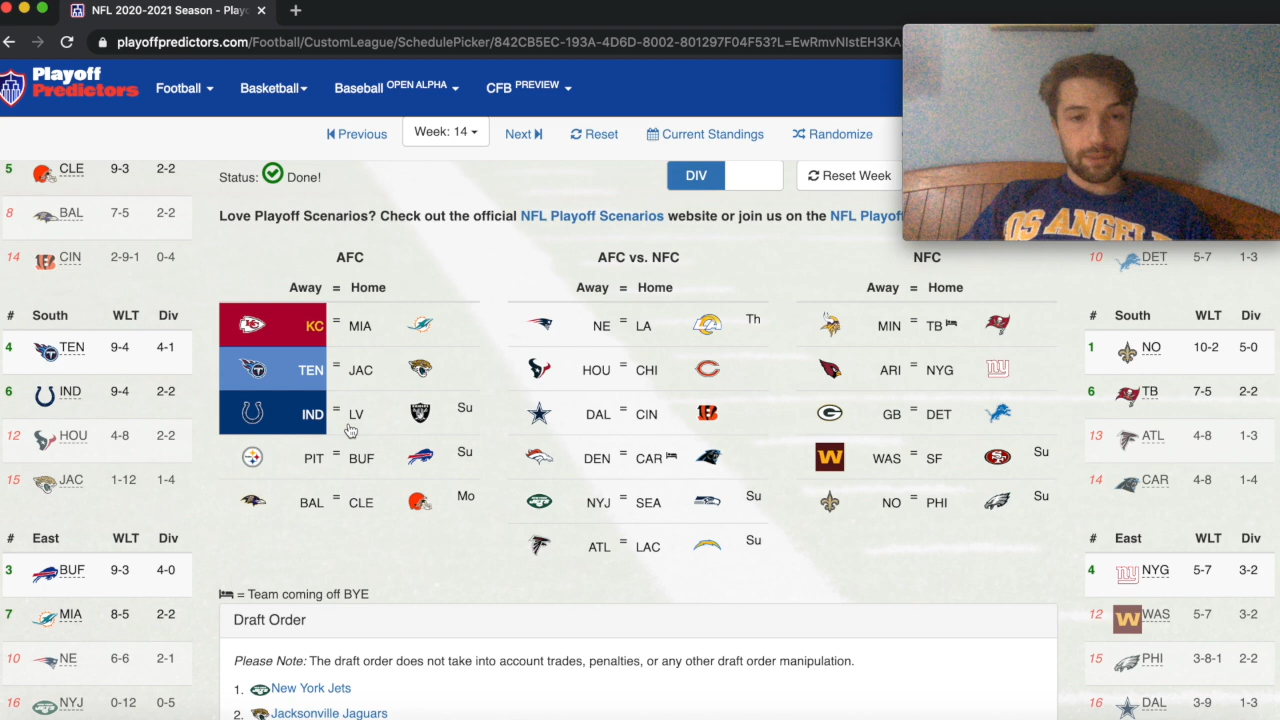 NFL 2020-2021 Season - Playo
playoffpredictors.com/Football/CustomLeague/SchedulePicker/842CB5EC-193A-4D6D-8002-801297F04F53?L=EwRmvNIstEH3KA
Playoff
Predictors
Football
Basketball
Baseball OPEN ALPHA
CFB PREVIEW
Previous
Week: 14
Next
Reset
Current Standings
Randomize
Status: Done!
DIV
Reset Week
Love Playoff Scenarios? Check out the official NFL Playoff Scenarios website or join us on the NFL Playof
OS ANGEL
5 CLE 9-3 2-2
8 BAL 7-5 2-2
14 CIN 2-9-1 0-4
# South WLT Div
4 TEN 9-4 4-1
6 IND 9-4 2-2
12 HOU 4-8 2-2
15 JAC 1-12 1-4
# East WLT Div
3 BUF 9-3 4-0
7 MIA 8-5 2-2
10 NE 6-6 2-1
16 NYJ 0-12 0-5
AFC
Away = Home
KC = MIA
TEN = JAC
IND = LV Su
PIT = BUF Su
BAL = CLE Mo
AFC vs. NFC
Away = Home
NE = LA Th
HOU = CHI
DAL = CIN
DEN = CAR
NYJ = SEA Su
ATL = LAC Su
NFC
Away = Home
MIN = TB
ARI = NYG
GB = DET
WAS = SF Su
NO = PHI Su
= Team coming off BYE
Draft Order
Please Note: The draft order does not take into account trades, penalties, or any other draft order manipulation.
1. New York Jets
2. Jacksonville Jaguars
10 DET 5-7 1-3
# South WLT Div
1 NO 10-2 5-0
6 TB 7-5 2-2
13 ATL 4-8 1-3
14 CAR 4-8 1-4
# East WLT Div
4 NYG 5-7 3-2
12 WAS 5-7 3-2
15 PHI 3-8-1 2-2
16 DAL 3-9 1-3